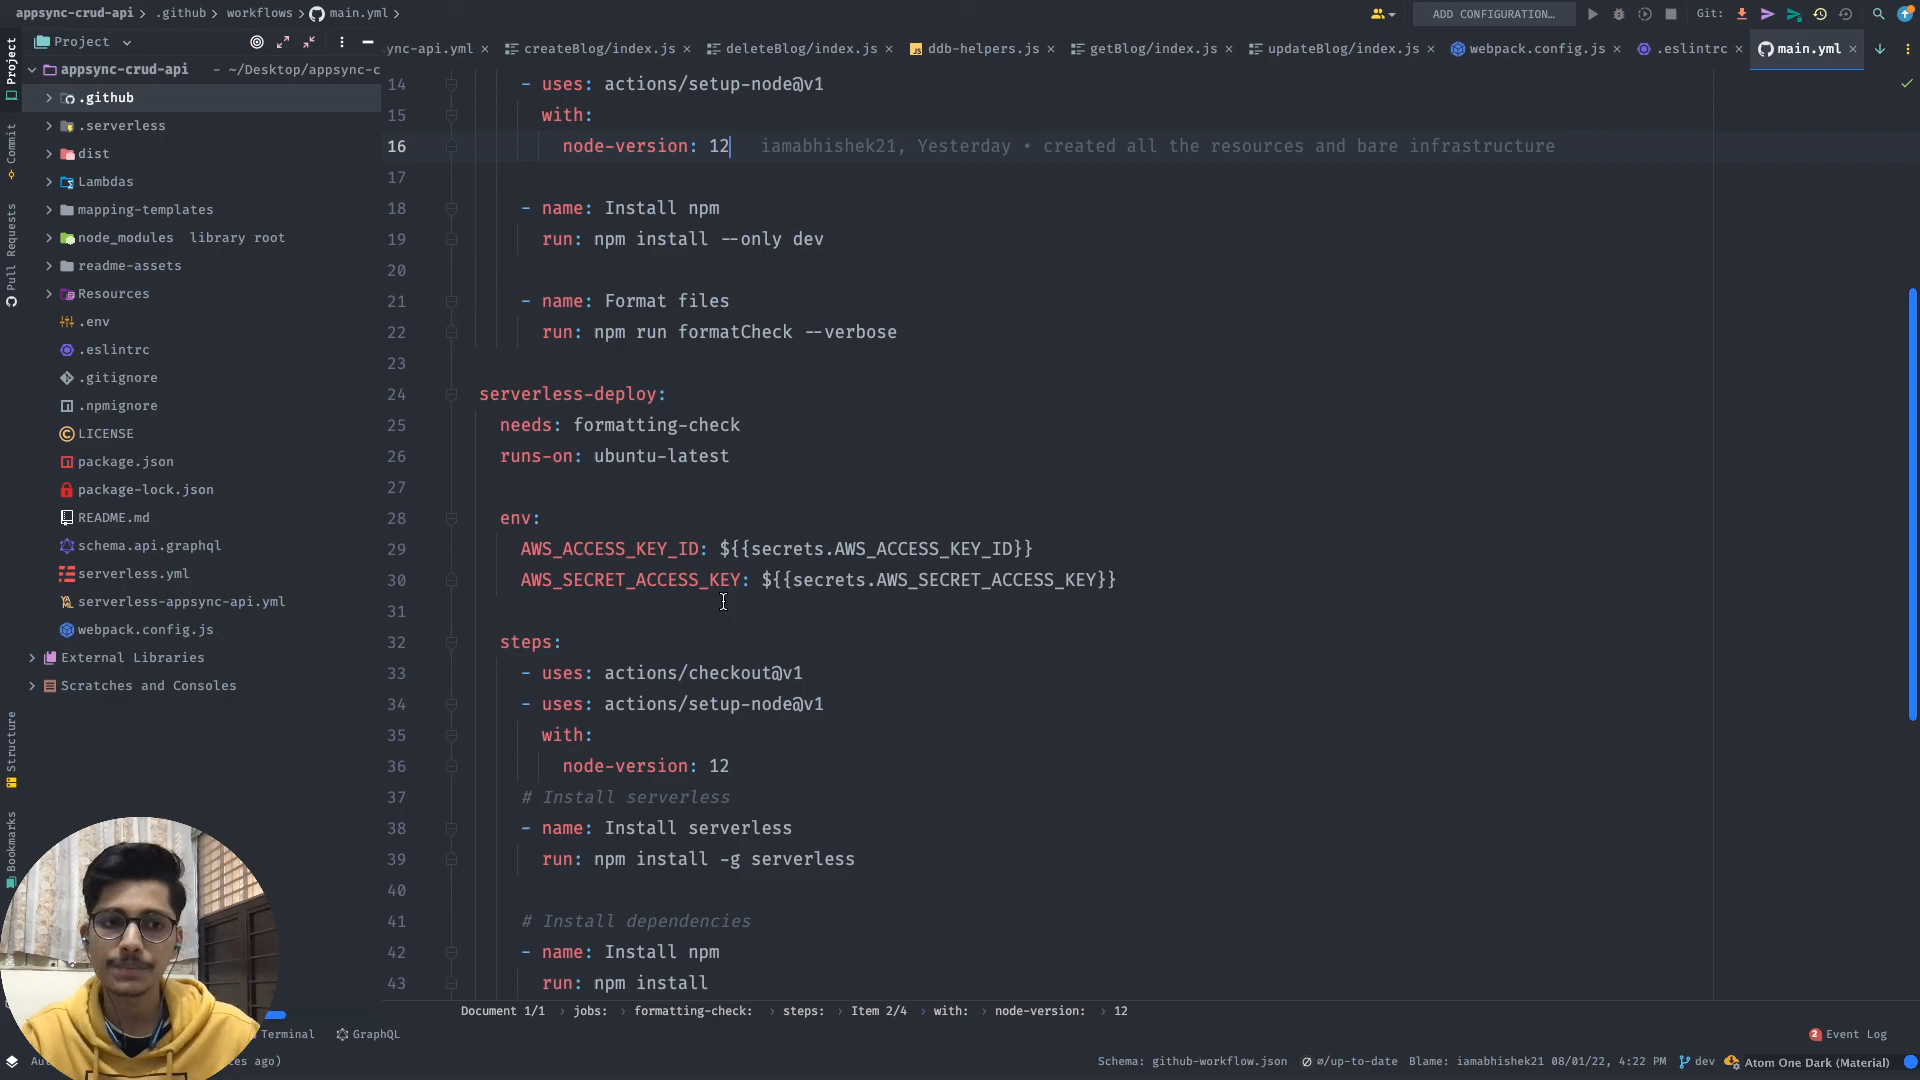 appsync-crud-api > .github > workflows > main.yml >
ADD CONFIGURATION...
Git:
Project
ync-api.yml
createBlog/index.js
deleteBlog/index.js
ddb-helpers.js
getBlog/index.js
updateBlog/index.js
webpack.config.js
.eslintrc
main.yml
Project
Commit
Pull Requests
Structure
Bookmarks
appsync-crud-api - ~/Desktop/appsync-c
.github
.serverless
dist
Lambdas
mapping-templates
node_modules library root
readme-assets
Resources
.env
.eslintrc
.gitignore
.npmignore
LICENSE
package.json
package-lock.json
README.md
schema.api.graphql
serverless.yml
serverless-appsync-api.yml
webpack.config.js
External Libraries
Scratches and Consoles
14 - uses: actions/setup-node@v1
15 with:
16 node-version: 12 iamabhishek21, Yesterday • created all the resources and bare infrastructure
17
18 - name: Install npm
19 run: npm install --only dev
20
21 - name: Format files
22 run: npm run formatCheck --verbose
23
24 serverless-deploy:
25 needs: formatting-check
26 runs-on: ubuntu-latest
27
28 env:
29 AWS_ACCESS_KEY_ID: ${{secrets.AWS_ACCESS_KEY_ID}}
30 AWS_SECRET_ACCESS_KEY: ${{secrets.AWS_SECRET_ACCESS_KEY}}
31
32 steps:
33 - uses: actions/checkout@v1
34 - uses: actions/setup-node@v1
35 with:
36 node-version: 12
37 # Install serverless
38 - name: Install serverless
39 run: npm install -g serverless
40
41 # Install dependencies
42 - name: Install npm
43 run: npm install
Document 1/1 > jobs: > formatting-check: > steps: > Item 2/4 > with: > node-version: > 12
Terminal
GraphQL
2 Event Log
es ago)
Schema: github-workflow.json
⌀/up-to-date
Blame: iamabhishek21 08/01/22, 4:22 PM
dev
Atom One Dark (Material)